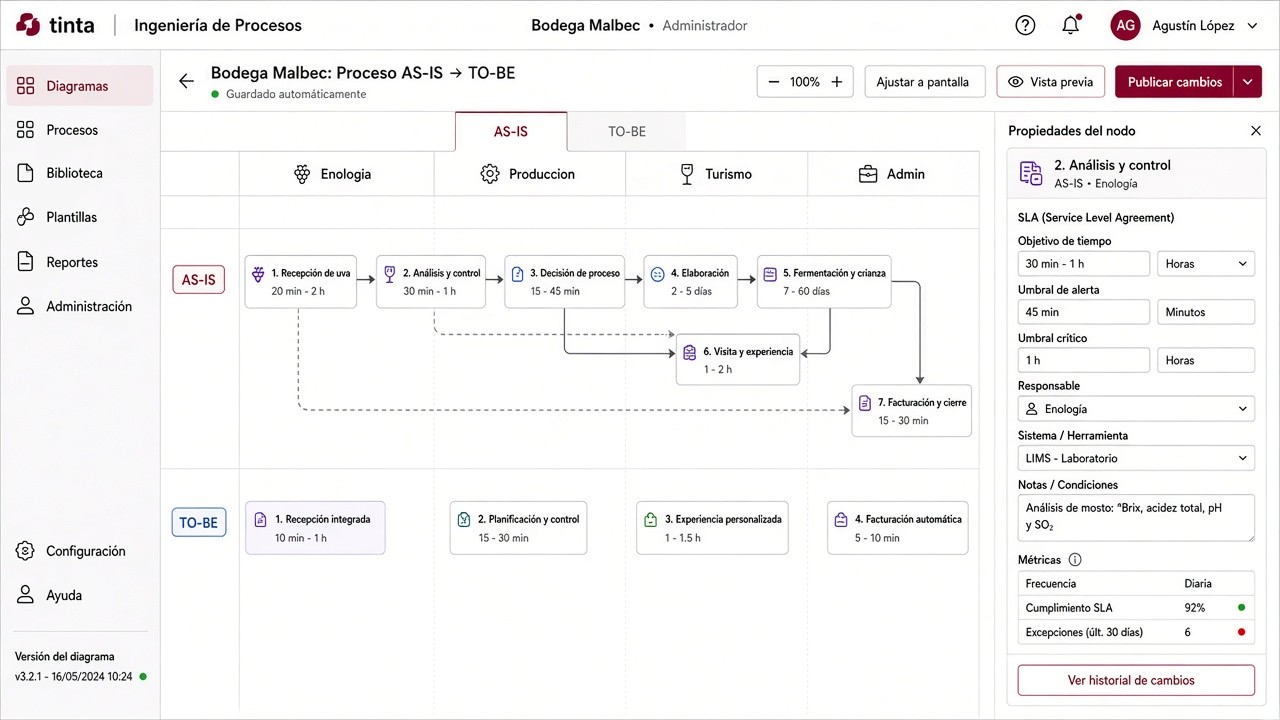 tinta
Ingeniería de Procesos
Bodega Malbec • Administrador
AG
Agustín López
Diagramas
Procesos
Biblioteca
Plantillas
Reportes
Administración
Configuración
Ayuda
Versión del diagrama
v3.2.1 - 16/05/2024 10:24
Bodega Malbec: Proceso AS-IS → TO-BE
Guardado automáticamente
− 100% +
Ajustar a pantalla
Vista previa
Publicar cambios
AS-IS
TO-BE
Enologia
Produccion
Turismo
Admin
AS-IS
1. Recepción de uva
20 min - 2 h
2. Análisis y control
30 min - 1 h
3. Decisión de proceso
15 - 45 min
4. Elaboración
2 - 5 días
5. Fermentación y crianza
7 - 60 días
6. Visita y experiencia
1 - 2 h
7. Facturación y cierre
15 - 30 min
TO-BE
1. Recepción integrada
10 min - 1 h
2. Planificación y control
15 - 30 min
3. Experiencia personalizada
1 - 1.5 h
4. Facturación automática
5 - 10 min
Propiedades del nodo
2. Análisis y control
AS-IS • Enología
SLA (Service Level Agreement)
Objetivo de tiempo
30 min - 1 h
Horas
Umbral de alerta
45 min
Minutos
Umbral crítico
1 h
Horas
Responsable
Enología
Sistema / Herramienta
LIMS - Laboratorio
Notas / Condiciones
Análisis de mosto: °Brix, acidez total, pH
y SO₂
Métricas
Frecuencia Diaria
Cumplimiento SLA 92%
Excepciones (últ. 30 días) 6
Ver historial de cambios